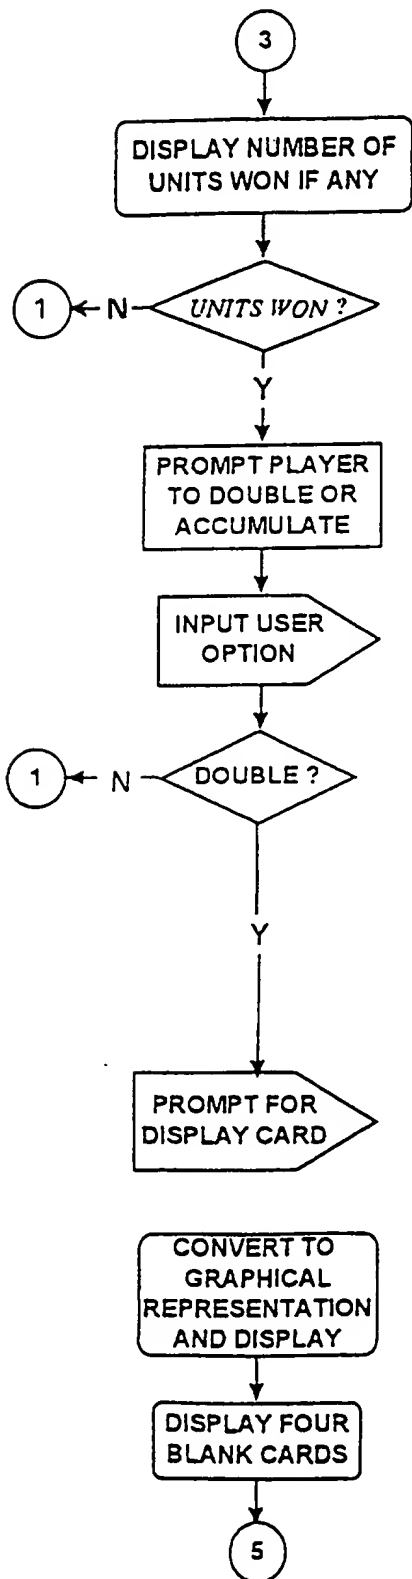 3
DISPLAY NUMBER OF
UNITS WON IF ANY
1
N
UNITS WON ?
Y
PROMPT PLAYER
TO DOUBLE OR
ACCUMULATE
INPUT USER
OPTION
1
N
DOUBLE ?
Y
PROMPT FOR
DISPLAY CARD
CONVERT TO
GRAPHICAL
REPRESENTATION
AND DISPLAY
DISPLAY FOUR
BLANK CARDS
5